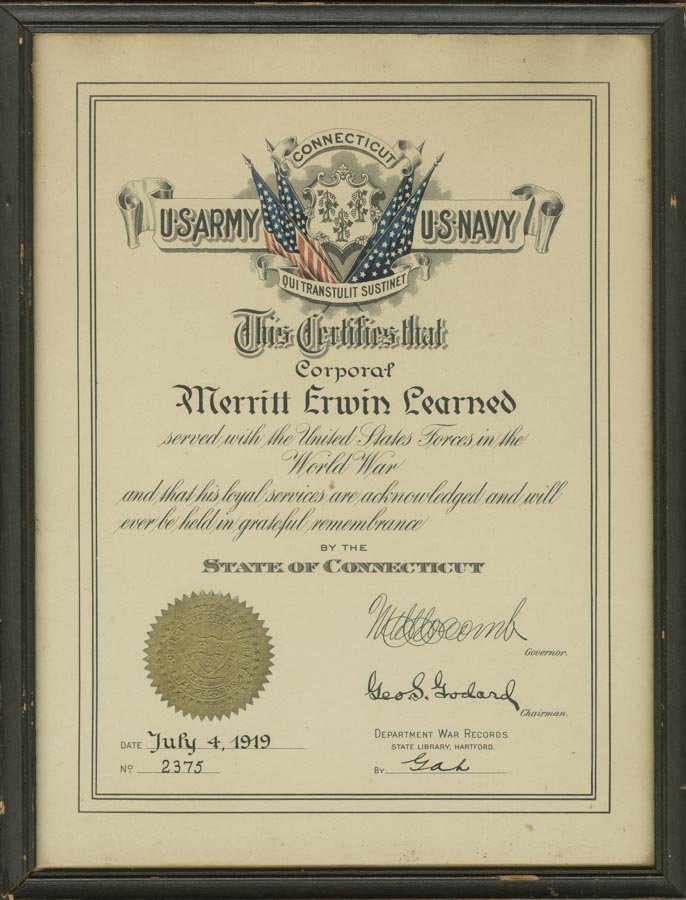 CONNECTICUT
U.S. ARMY U.S. NAVY
QUI TRANSTULIT SUSTINET
This Certifies that
Corporal
Merritt Erwin Learned
served with the United States Forces in the
World War
and that his loyal services are acknowledged and will
ever be held in grateful remembrance
BY THE
STATE OF CONNECTICUT
Governor.
Geo. S. Godard
Chairman.
DEPARTMENT WAR RECORDS
STATE LIBRARY, HARTFORD.
DATE July 4, 1919
No 2375
By